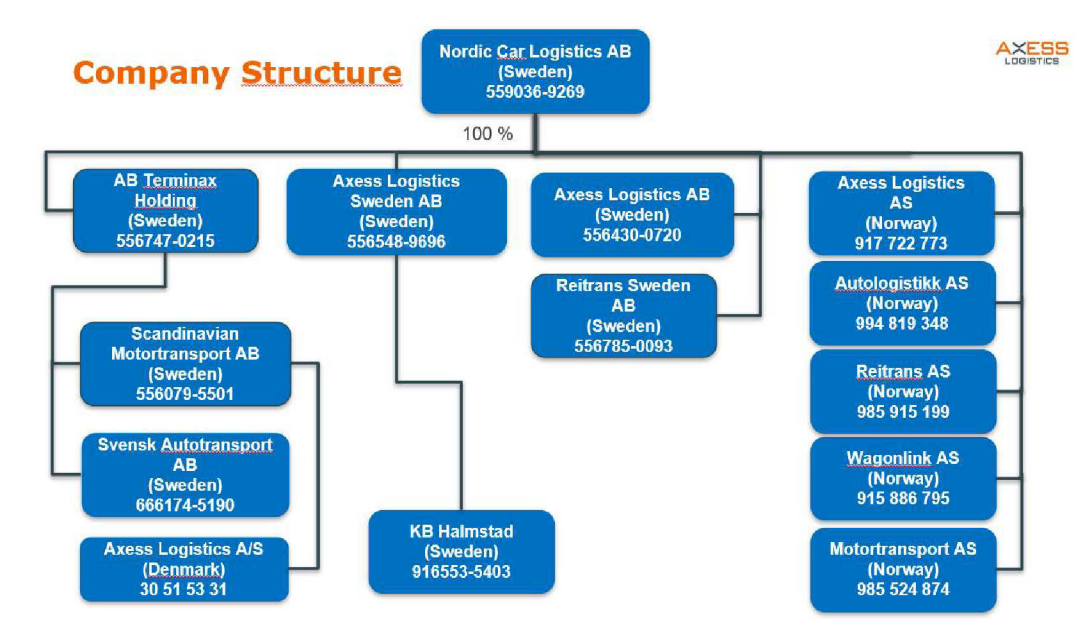 Company Structure
Nordic Car Logistics AB
(Sweden)
559036-9269
AXESS
LOGISTICS
100 %
AB Terminax
Holding
(Sweden)
556747-0215
Axess Logistics
Sweden AB
(Sweden)
556548-9696
Axess Logistics AB
(Sweden)
556430-0720
Axess Logistics
AS
(Norway)
917 722 773
Reitrans Sweden
AB
(Sweden)
556785-0093
Autologistikk AS
(Norway)
994 819 348
Scandinavian
Motortransport AB
(Sweden)
556079-5501
Reitrans AS
(Norway)
985 915 199
Svensk Autotransport
AB
(Sweden)
666174-5190
Wagonlink AS
(Norway)
915 886 795
Axess Logistics A/S
(Denmark)
30 51 53 31
KB Halmstad
(Sweden)
916553-5403
Motortransport AS
(Norway)
985 524 874